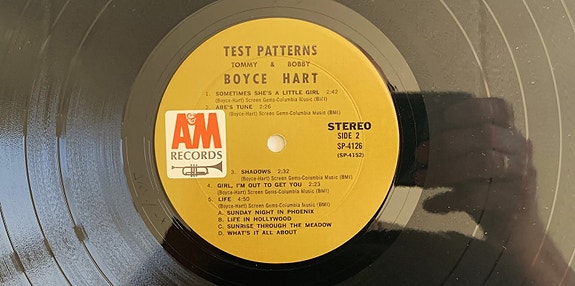 TEST PATTERNS
TOMMY & BOBBY
BOYCE HART
1. SOMETIMES SHE'S A LITTLE GIRL 2:42
(Boyce-Hart) Screen Gems-Columbia Music (BMI)
2. ABE'S TUNE 2:26
(Boyce-Hart) Screen Gems-Columbia Music (BMI)
A&M
RECORDS
STEREO
SIDE 2
SP-4126
(SP-4152)
3. SHADOWS 2:32
(Boyce-Hart) Screen Gems-Columbia Music (BMI)
4. GIRL, I'M OUT TO GET YOU 2:23
(Boyce-Hart) Screen Gems-Columbia Music (BMI)
5. LIFE 4:50
(Boyce-Hart) Screen Gems-Columbia Music (BMI)
A. SUNDAY NIGHT IN PHOENIX
B. LIFE IN HOLLYWOOD
C. SUNRISE THROUGH THE MEADOW
D. WHAT'S IT ALL ABOUT